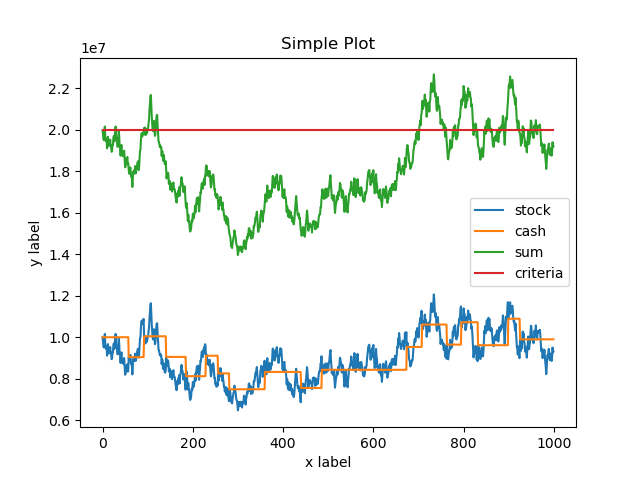 Simple Plot
1e7
2.2
2.0
1.8
1.6
1.4
1.2
1.0
0.8
0.6
y label
stock
cash
sum
criteria
0 200 400 600 800 1000
x label